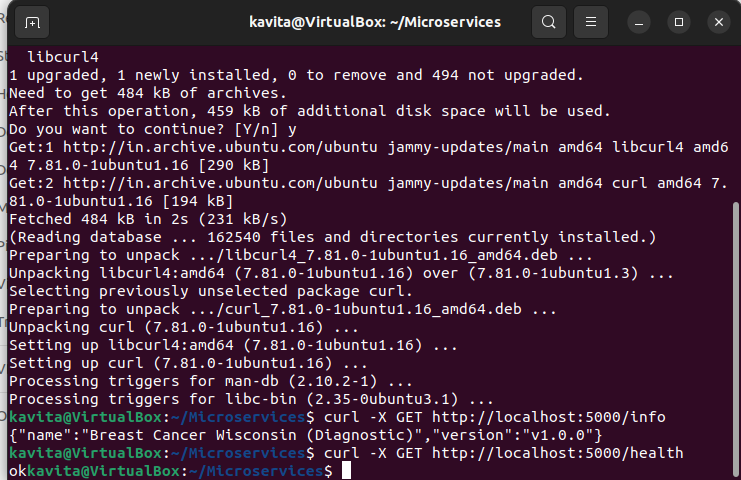 kavita@VirtualBox: ~/Microservices
libcurl4
1 upgraded, 1 newly installed, 0 to remove and 494 not upgraded.
Need to get 484 kB of archives.
After this operation, 459 kB of additional disk space will be used.
Do you want to continue? [Y/n] y
Get:1 http://in.archive.ubuntu.com/ubuntu jammy-updates/main amd64 libcurl4 amd6
4 7.81.0-1ubuntu1.16 [290 kB]
Get:2 http://in.archive.ubuntu.com/ubuntu jammy-updates/main amd64 curl amd64 7.
81.0-1ubuntu1.16 [194 kB]
Fetched 484 kB in 2s (231 kB/s)
(Reading database ... 162540 files and directories currently installed.)
Preparing to unpack .../libcurl4_7.81.0-1ubuntu1.16_amd64.deb ...
Unpacking libcurl4:amd64 (7.81.0-1ubuntu1.16) over (7.81.0-1ubuntu1.3) ...
Selecting previously unselected package curl.
Preparing to unpack .../curl_7.81.0-1ubuntu1.16_amd64.deb ...
Unpacking curl (7.81.0-1ubuntu1.16) ...
Setting up libcurl4:amd64 (7.81.0-1ubuntu1.16) ...
Setting up curl (7.81.0-1ubuntu1.16) ...
Processing triggers for man-db (2.10.2-1) ...
Processing triggers for libc-bin (2.35-0ubuntu3.1) ...
kavita@VirtualBox:~/Microservices$ curl -X GET http://localhost:5000/info
{"name":"Breast Cancer Wisconsin (Diagnostic)","version":"v1.0.0"}
kavita@VirtualBox:~/Microservices$ curl -X GET http://localhost:5000/health
okkavita@VirtualBox:~/Microservices$